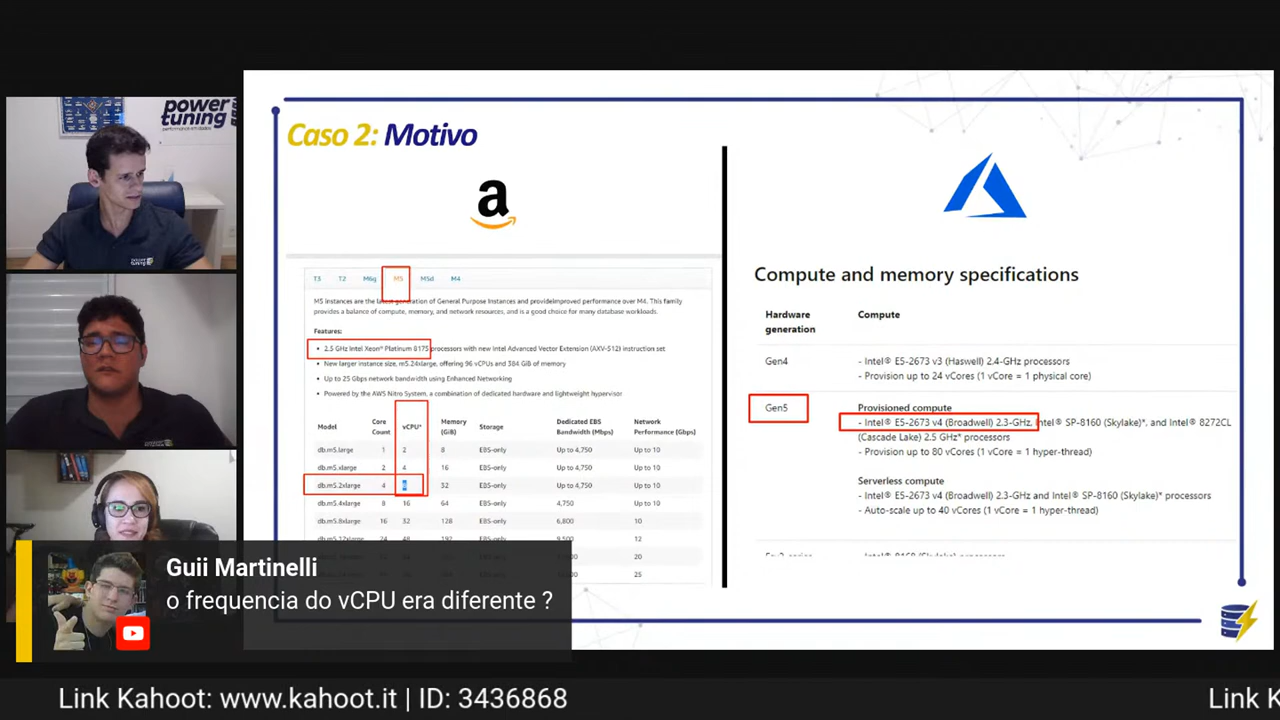 power
tuning
Caso 2: Motivo
a
T3 T2 M6g M5 M5d M4
M5 instances are the latest generation of General Purpose Instances and provideimproved performance over M4. This family
provides a balance of compute, memory, and network resources, and is a good choice for many database workloads.
Features:
• 2.5 GHz Intel Xeon® Platinum 8175 processors with new Intel Advanced Vector Extension (AXV-512) instruction set
• New larger instance size, m5.24xlarge, offering 96 vCPUs and 384 GiB of memory
• Up to 25 Gbps network bandwidth using Enhanced Networking
• Powered by the AWS Nitro System, a combination of dedicated hardware and lightweight hypervisor
Model Core Count vCPU* Memory (GiB) Storage Dedicated EBS Bandwidth (Mbps) Network Performance (Gbps)
db.m5.large 1 2 8 EBS-only Up to 4,750 Up to 10
db.m5.xlarge 2 4 16 EBS-only Up to 4,750 Up to 10
db.m5.2xlarge 4 32 EBS-only Up to 4,750 Up to 10
db.m5.4xlarge 8 16 64 EBS-only 4,750 Up to 10
db.m5.8xlarge 16 32 128 EBS-only 6,800 10
12
20
25
Compute and memory specifications
Hardware generation Compute
Gen4 - Intel® E5-2673 v3 (Haswell) 2.4-GHz processors
- Provision up to 24 vCores (1 vCore = 1 physical core)
Gen5 Provisioned compute
- Intel® E5-2673 v4 (Broadwell) 2.3-GHz, Intel® SP-8160 (Skylake)*, and Intel® 8272CL
(Cascade Lake) 2.5 GHz* processors
- Provision up to 80 vCores (1 vCore = 1 hyper-thread)
Serverless compute
- Intel® E5-2673 v4 (Broadwell) 2.3-GHz and Intel® SP-8160 (Skylake)* processors
- Auto-scale up to 40 vCores (1 vCore = 1 hyper-thread)
Guii Martinelli
o frequencia do vCPU era diferente ?
Link Kahoot: www.kahoot.it | ID: 3436868
Link K